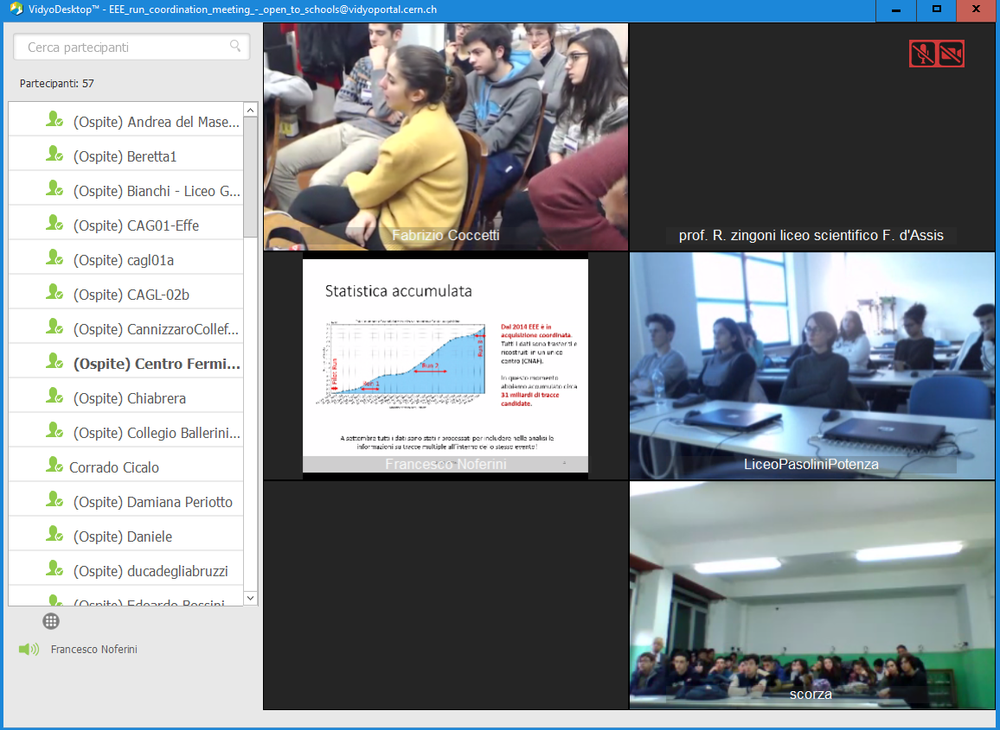 VidyoDesktop™ - EEE_run_coordination_meeting_-_open_to_schools@vidyoportal.cern.ch
Cerca partecipanti
Partecipanti: 57
(Ospite) Andrea del Mase...
(Ospite) Beretta1
(Ospite) Bianchi - Liceo G...
(Ospite) CAG01-Effe
(Ospite) cagl01a
(Ospite) CAGL-02b
(Ospite) CannizzaroCollef...
(Ospite) Centro Fermi...
(Ospite) Chiabrera
(Ospite) Collegio Ballerini...
Corrado Cicalo
(Ospite) Damiana Periotto
(Ospite) Daniele
(Ospite) ducadegliabruzzi
(Ospite) Edoardo Bossini
Francesco Noferini
Fabrizio Coccetti
prof. R. zingoni liceo scientifico F. d'Assis
Statistica accumulata
Pilot Run
Run 1
Run 2
Run 3
Dal 2014 EEE è in
acquisizione coordinata.
Tutti i dati sono trasferiti e
ricostruiti in un unico
centro (CNAF).
In questo momento
abbiamo accumulato circa
31 miliardi di tracce
candidate.
A settembre tutti i dati sono stati riprocessati per includere nelle analisi le
informazioni su tracce multiple all'interno dello stesso evento!
Francesco Noferini
LiceoPasoliniPotenza
scorza